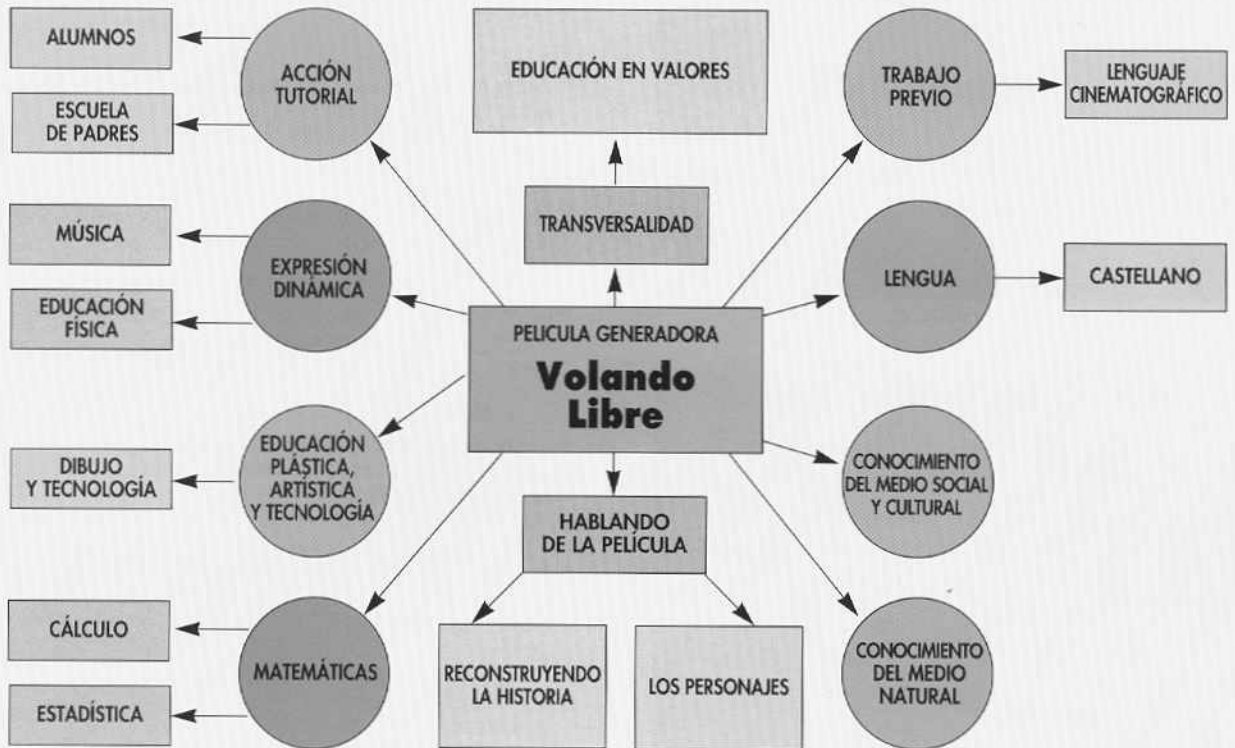 ALUMNOS
ESCUELA
DE PADRES
ACCIÓN
TUTORIAL
EDUCACIÓN EN VALORES
TRABAJO
PREVIO
LENGUAJE
CINEMATOGRÁFICO
MÚSICA
EDUCACIÓN
FÍSICA
EXPRESIÓN
DINÁMICA
TRANSVERSALIDAD
LENGUA
CASTELLANO
PELICULA GENERADORA
Volando
Libre
DIBUJO
Y TECNOLOGÍA
EDUCACIÓN
PLÁSTICA,
ARTÍSTICA
Y TECNOLOGÍA
HABLANDO
DE LA PELÍCULA
CONOCIMIENTO
DEL MEDIO SOCIAL
Y CULTURAL
CÁLCULO
ESTADÍSTICA
MATEMÁTICAS
RECONSTRUYENDO
LA HISTORIA
LOS PERSONAJES
CONOCIMIENTO
DEL MEDIO
NATURAL